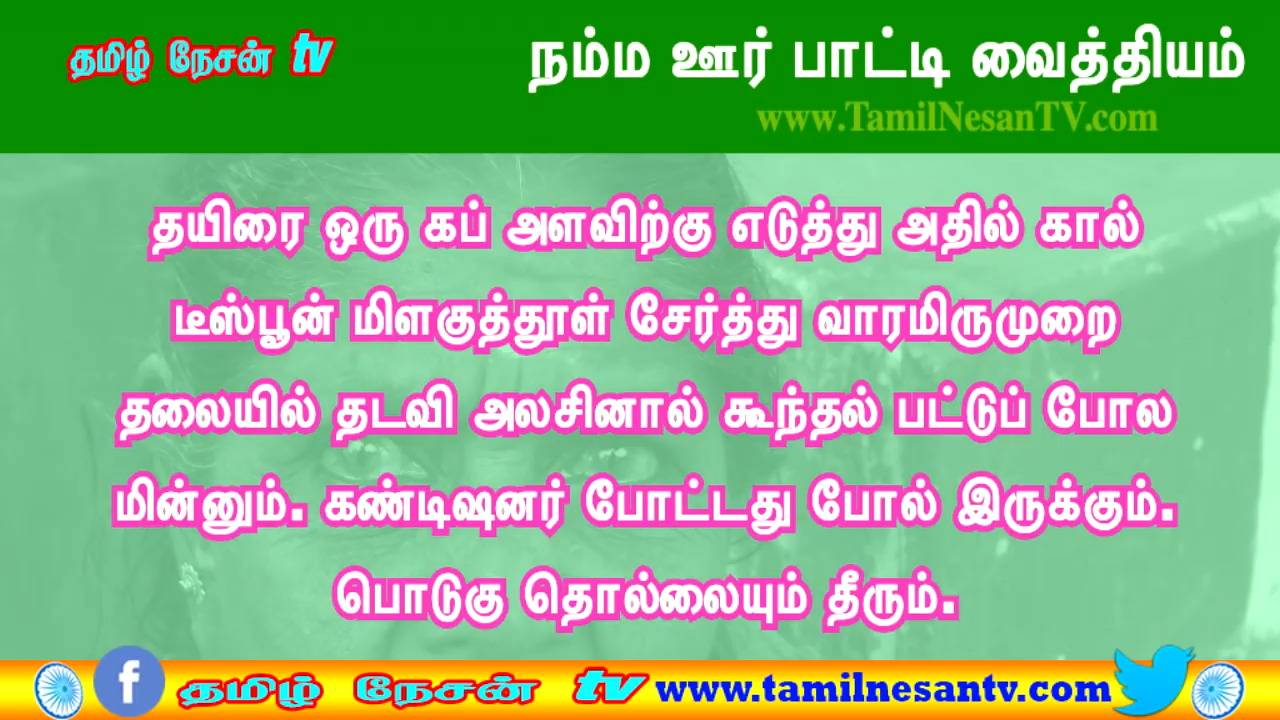 தமிழ் நேசன் tv
நம்ம ஊர் பாட்டி வைத்தியம்
www.TamilNesanTV.com
தயிரை ஒரு கப் அளவிற்கு எடுத்து அதில் கால்
டீஸ்பூன் மிளகுத்தூள் சேர்த்து வாரமிருமுறை
தலையில் தடவி அலசினால் கூந்தல் பட்டுப் போல
மின்னும். கண்டிஷனர் போட்டது போல் இருக்கும்.
பொடுகு தொல்லையும் தீரும்.
f தமிழ் நேசன் tv www.tamilnesantv.com